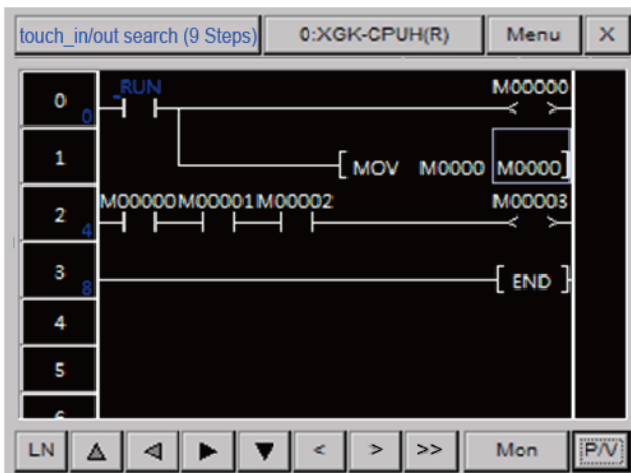 touch_in/out search (9 Steps) 0:XGK-CPUH(R) Menu X
_RUN M00000
0 0
1 MOV M0000 M0000
M00000 M00001 M00002 M00003
2 4
3 8 END
4
5
6
LN < > >> Mon P/V